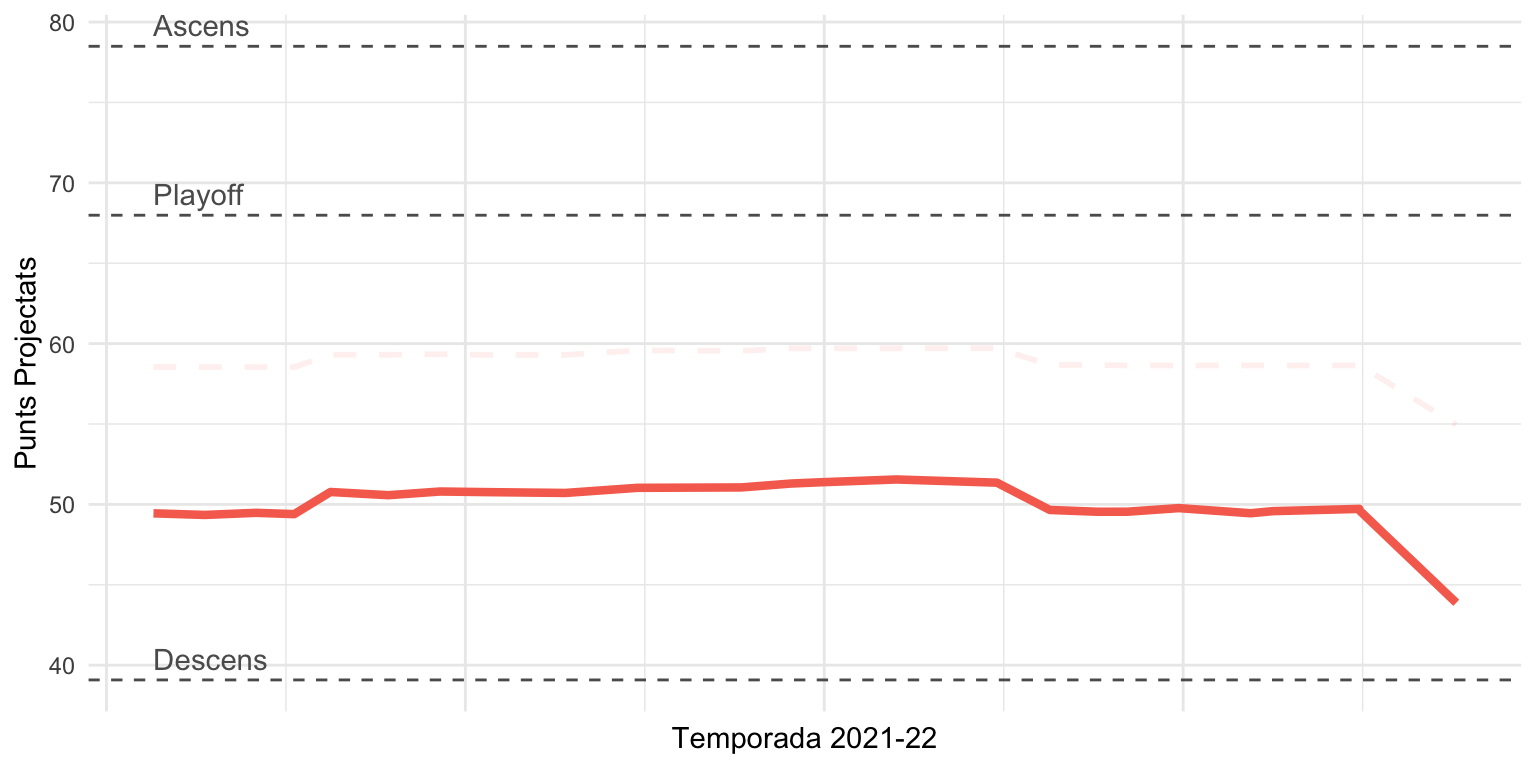 80
Ascens
70
Playoff
Punts Projectats
60
50
Descens
40
Temporada 2021-22